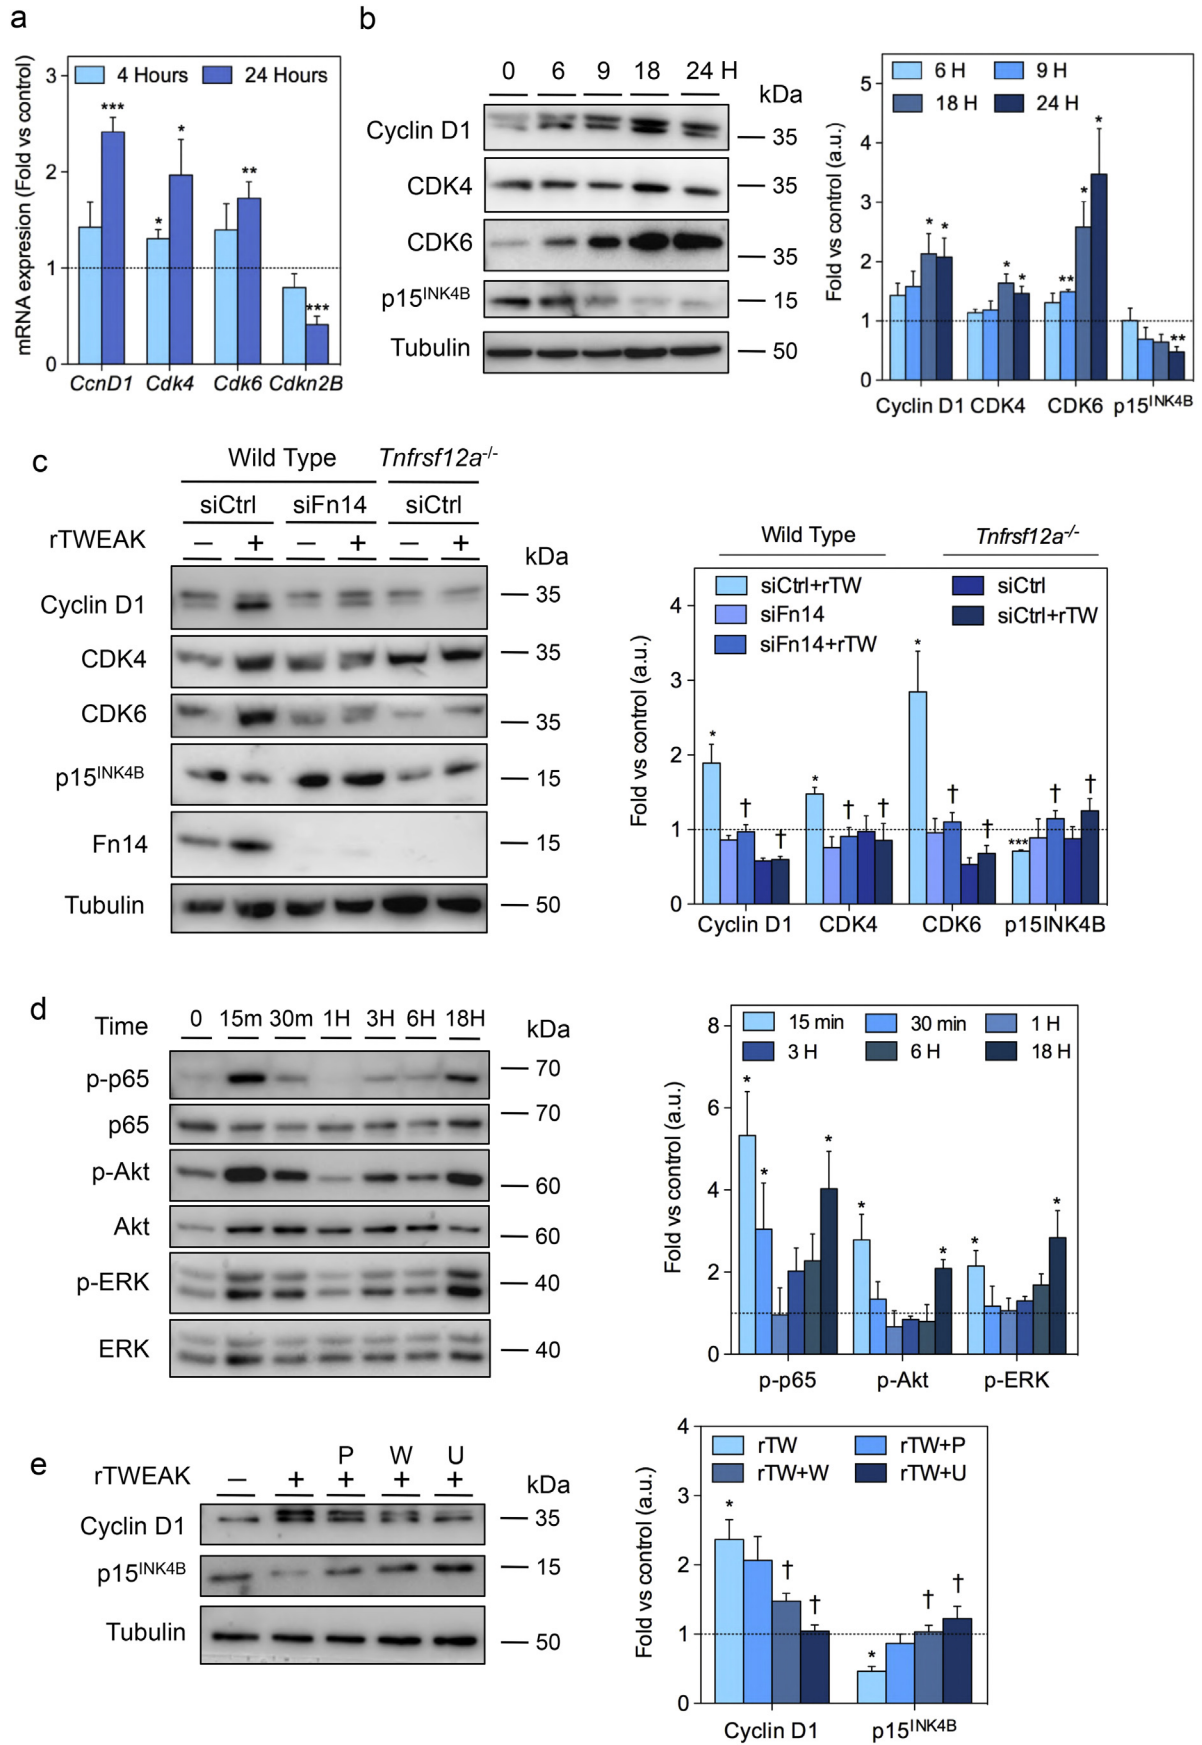 a
mRNA expresion (Fold vs control)
4 Hours 24 Hours
3
2
1
0
*** * * ** ***
CcnD1 Cdk4 Cdk6 Cdkn2B
b
0 6 9 18 24 H
kDa
Cyclin D1 35
CDK4 35
CDK6 35
p15INK4B 15
Tubulin 50
Fold vs control (a.u.)
6 H 9 H
18 H 24 H
5
4
3
2
1
0
* * * * ** * * **
Cyclin D1 CDK4 CDK6 p15INK4B
c
Wild Type Tnfrsf12a-/-
siCtrl siFn14 siCtrl
rTWEAK – + – + – +
kDa
Cyclin D1 35
CDK4 35
CDK6 35
p15INK4B 15
Fn14 15
Tubulin 50
Wild Type Tnfrsf12a-/-
siCtrl+rTW siCtrl
siFn14 siCtrl+rTW
siFn14+rTW
Fold vs control (a.u.)
4
3
2
1
0
* † † * † † * † † *** † †
Cyclin D1 CDK4 CDK6 p15INK4B
d
Time 0 15m 30m 1H 3H 6H 18H
kDa
p-p65 70
p65 70
p-Akt 60
Akt 60
p-ERK 40
ERK 40
Fold vs control (a.u.)
15 min 30 min 1 H
3 H 6 H 18 H
8
6
4
2
0
* * * * * * *
p-p65 p-Akt p-ERK
e
P W U
rTWEAK – + + + +
kDa
Cyclin D1 35
p15INK4B 15
Tubulin 50
Fold vs control (a.u.)
rTW rTW+P
rTW+W rTW+U
4
3
2
1
0
* † † * † †
Cyclin D1 p15INK4B